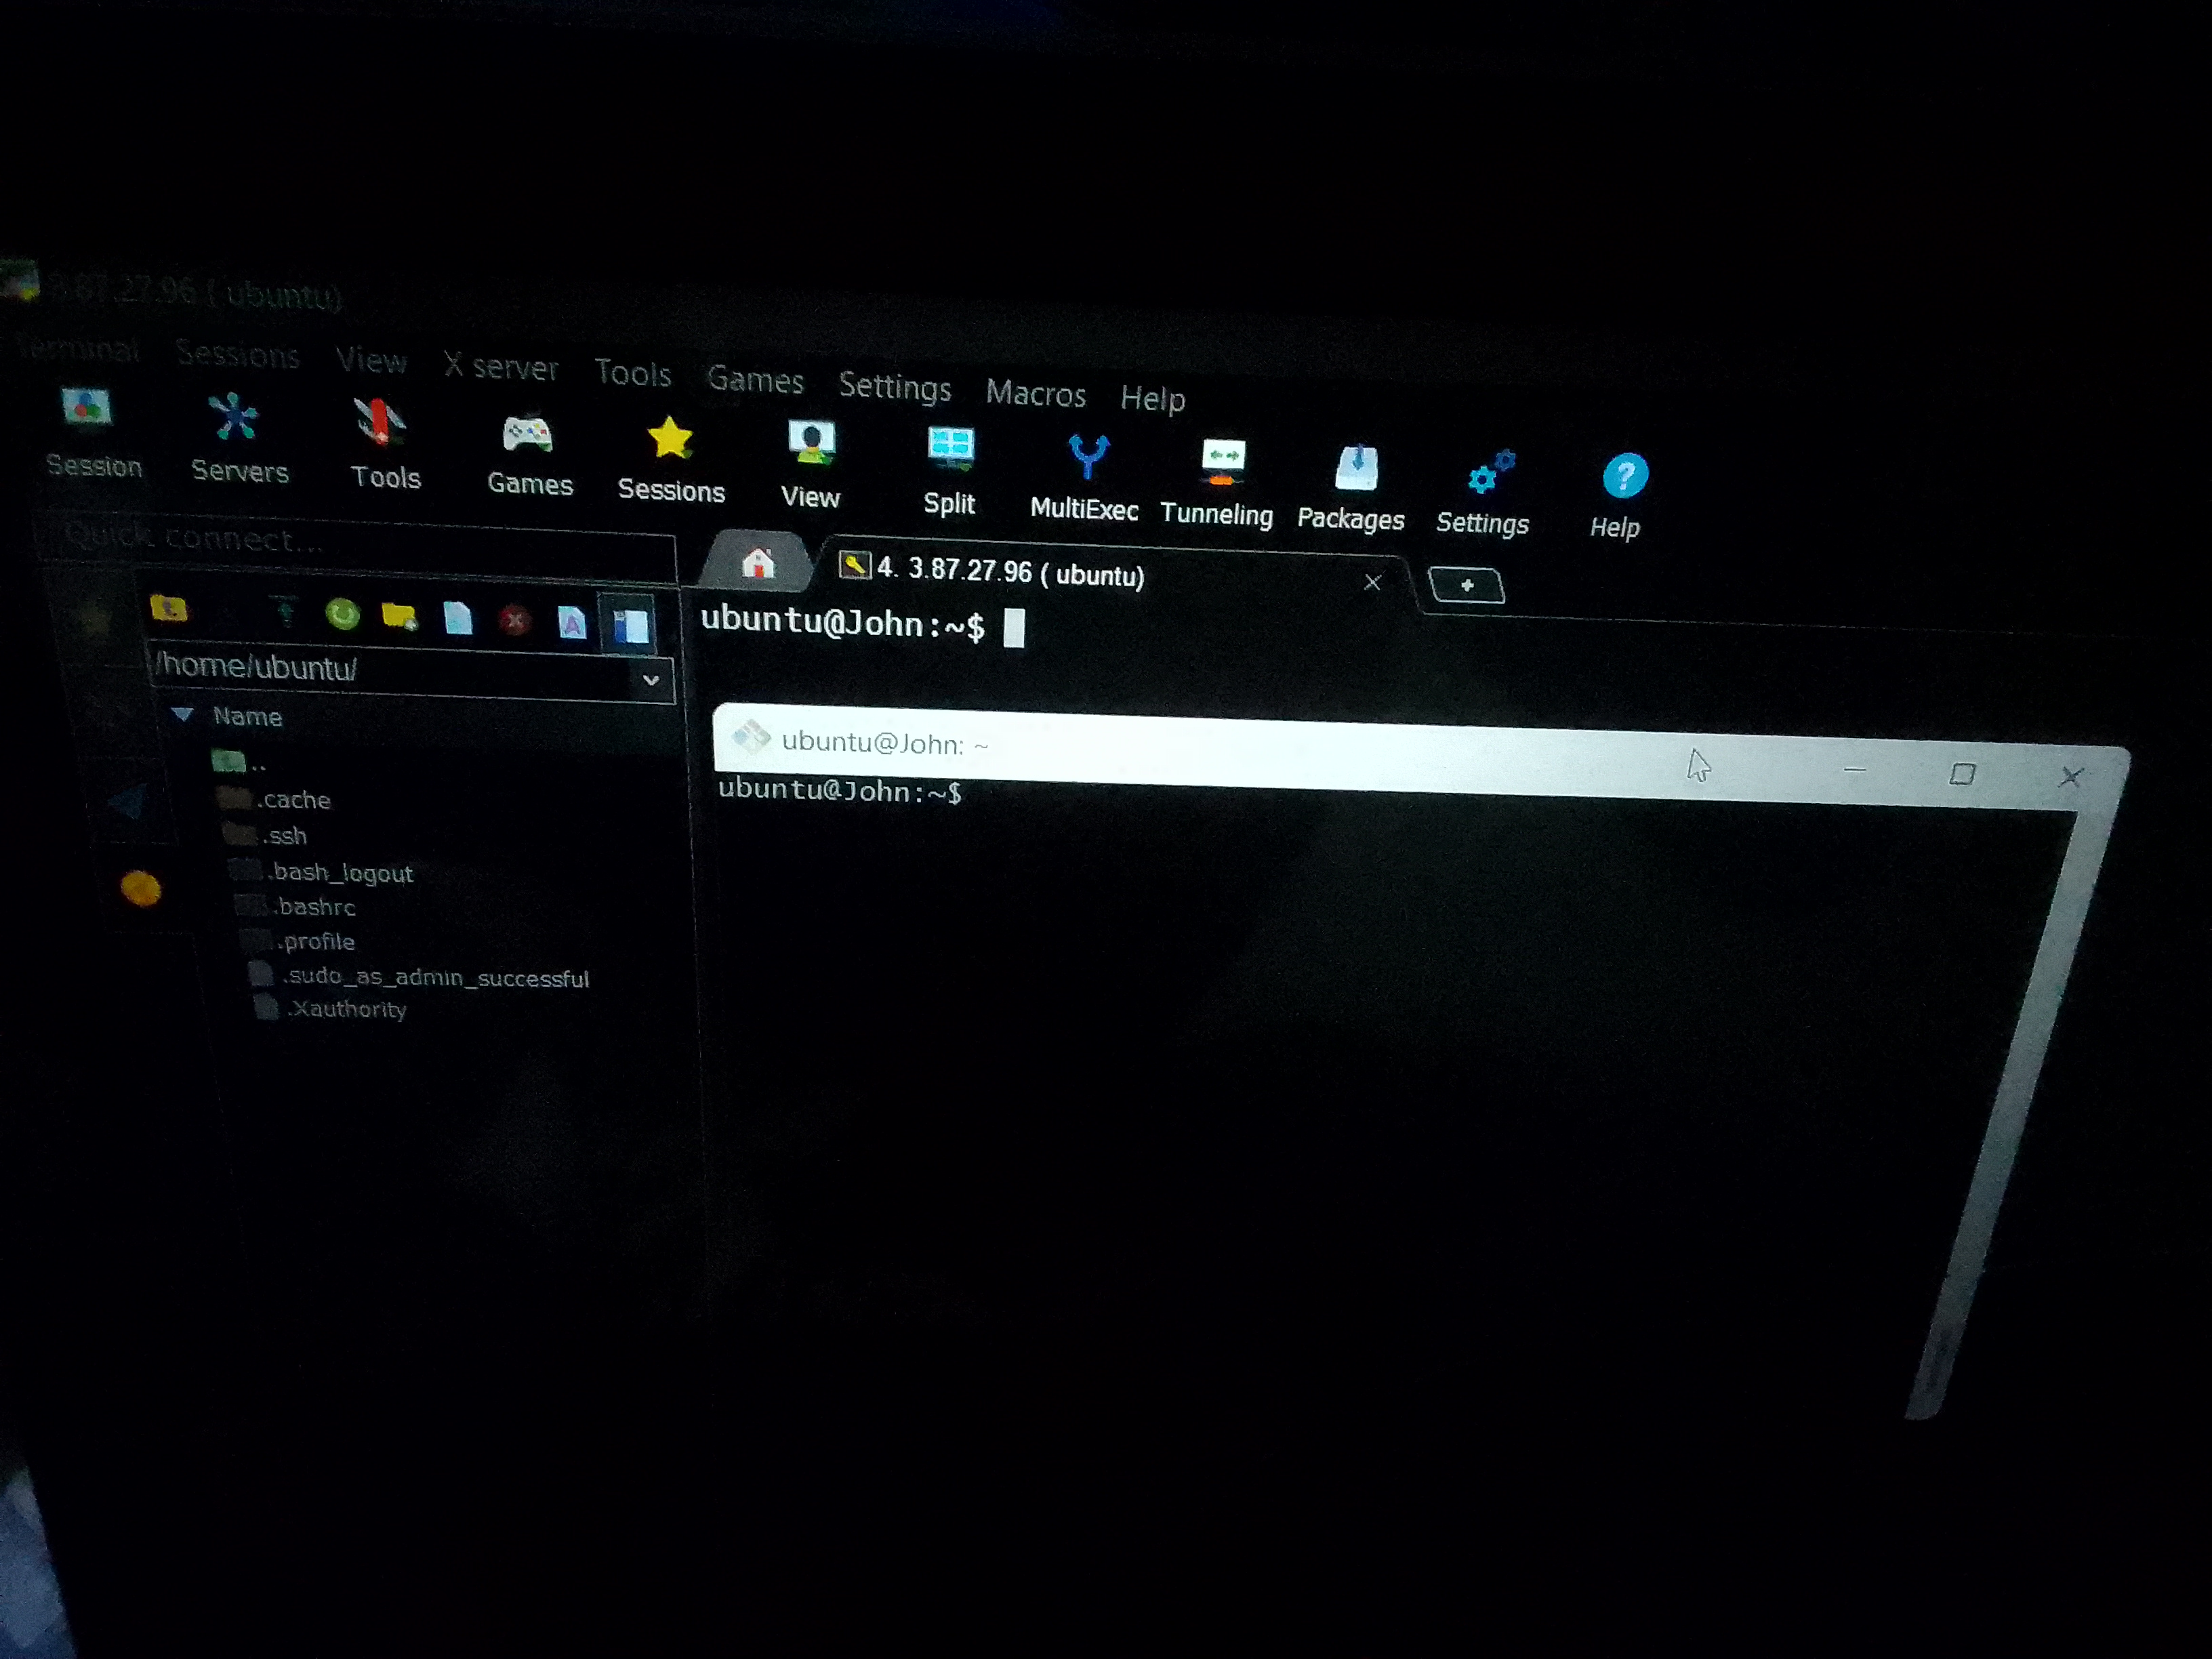 3.87.27.96 ( ubuntu)
Terminal Sessions View X server Tools Games Settings Macros Help
Session Servers Tools Games Sessions View Split MultiExec Tunneling Packages Settings Help
Quick connect...
4. 3.87.27.96 ( ubuntu)
/home/ubuntu/
Name
..
.cache
.ssh
.bash_logout
.bashrc
.profile
.sudo_as_admin_successful
.Xauthority
ubuntu@John:~$
ubuntu@John: ~
ubuntu@John:~$